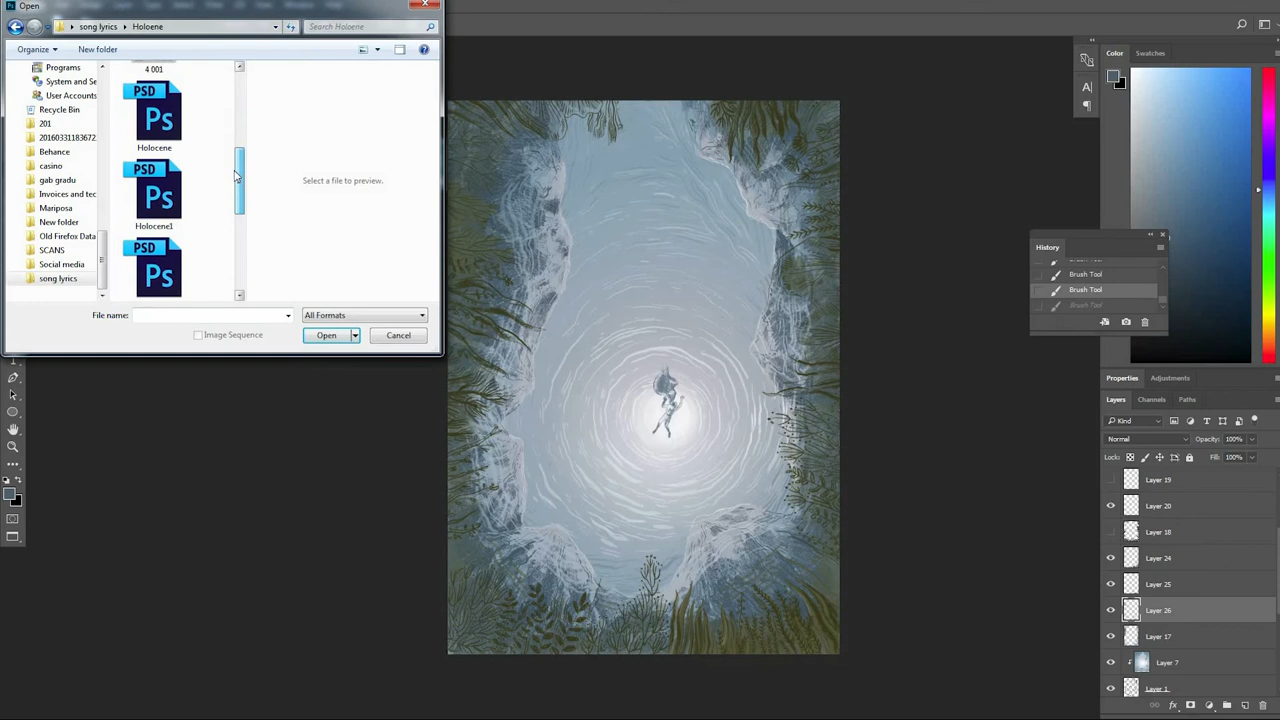 Open
song lyrics Holoene
Search Holoene
Organize
New folder
Programs
System and Se
User Accounts
Recycle Bin
201
20160331183672
Behance
casino
gab gradu
Invoices and tec
Mariposa
New folder
Old Firefox Data
SCANS
Social media
song lyrics
4 001
PSD
Ps
Holocene
PSD
Ps
Holocene1
PSD
Ps
Select a file to preview.
File name:
All Formats
Image Sequence
Open
Cancel
Color
Swatches
History
Brush Tool
Brush Tool
Brush Tool
Properties
Adjustments
Layers
Channels
Paths
Kind
Normal
Opacity: 100%
Lock:
Fill: 100%
Layer 19
Layer 20
Layer 18
Layer 24
Layer 25
Layer 26
Layer 17
Layer 7
Layer 1